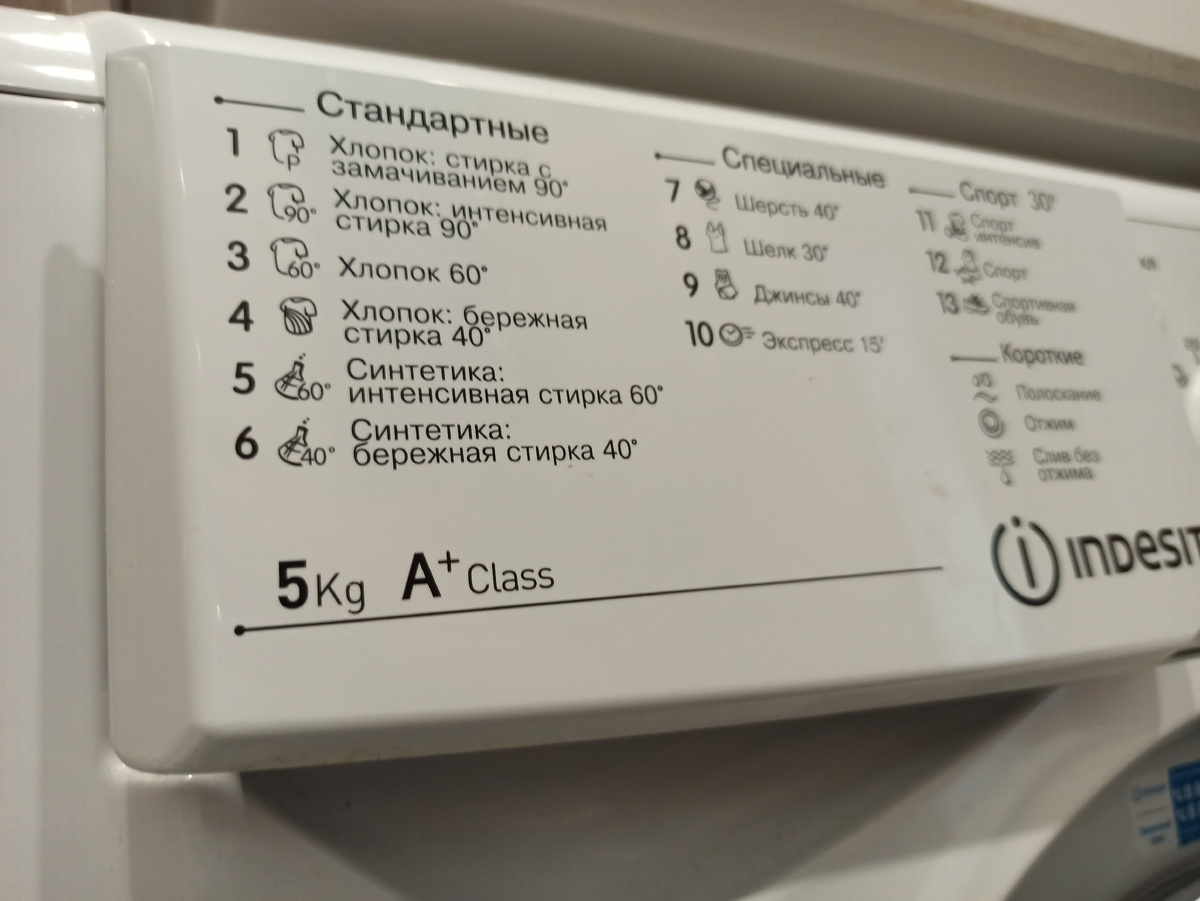 Стандартные
1 P Хлопок: стирка с
замачиванием 90°
2 90° Хлопок: интенсивная
стирка 90°
3 60° Хлопок 60°
4 Хлопок: бережная
стирка 40°
5 60° Синтетика:
интенсивная стирка 60°
6 40° Синтетика:
бережная стирка 40°
Специальные
7 Шерсть 40°
8 Шелк 30°
9 Джинсы 40°
10 Экспресс 15'
Спорт 30°
11 Спорт
интенсив
12 Спорт
13 Спортивная
обувь
Короткие
Полоскание
Отжим
Слив без
отжима
5 Kg A+ Class
INDESIT